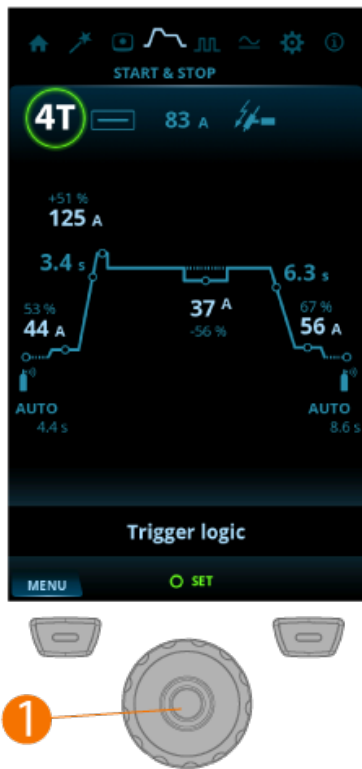 START & STOP
4T
83 A
+51 %
125 A
3.4 s
6.3 s
53 %
44 A
37 A
-56 %
67 %
56 A
AUTO
4.4 s
AUTO
8.6 s
Trigger logic
MENU
SET
1